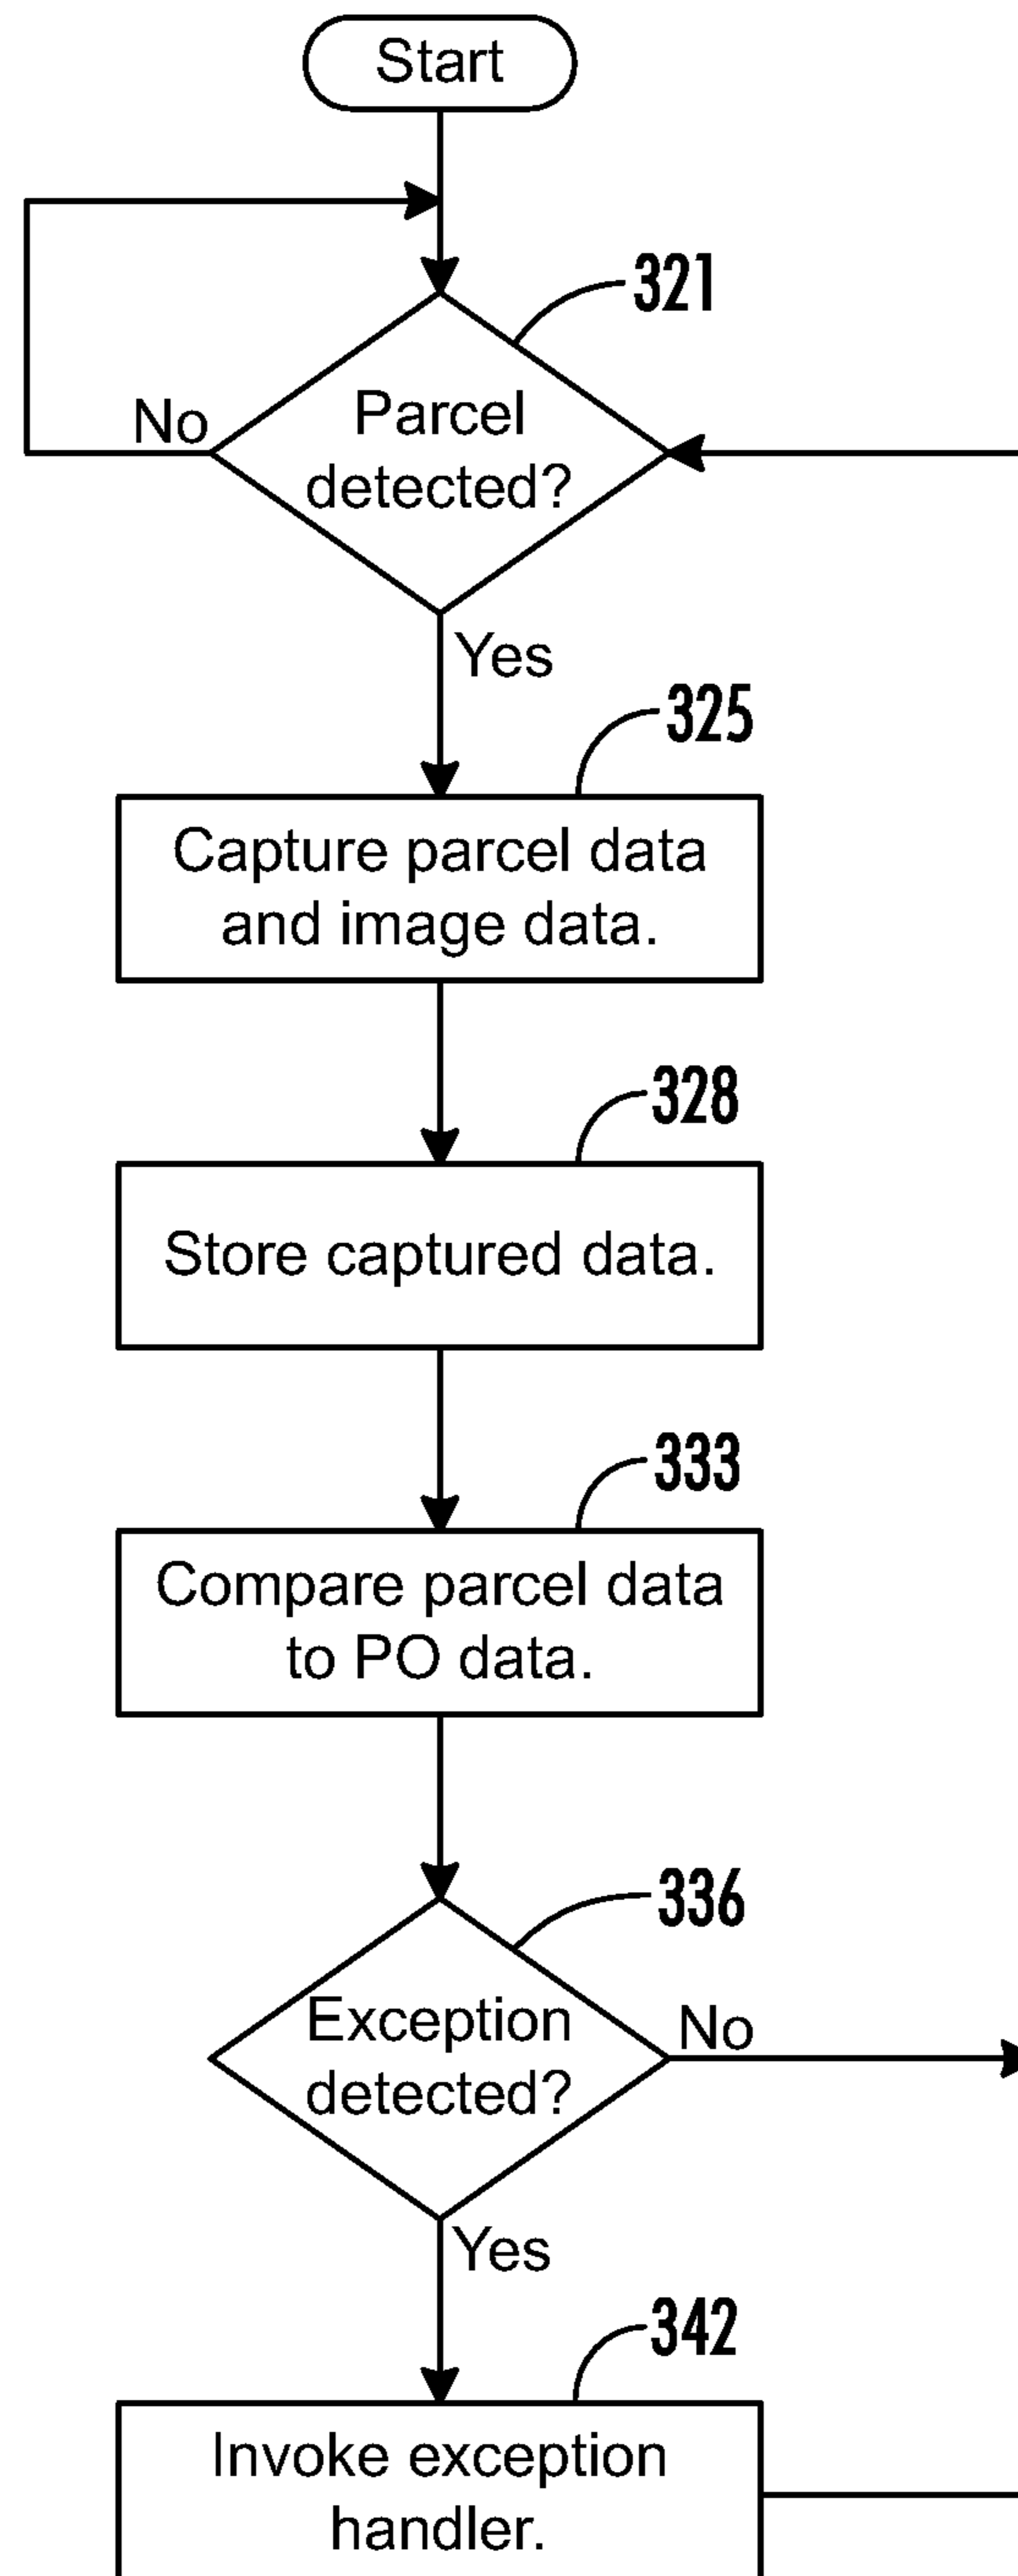 Start
321
Parcel
detected?
No
Yes
325
Capture parcel data
and image data.
328
Store captured data.
333
Compare parcel data
to PO data.
336
Exception
detected?
No
Yes
342
Invoke exception
handler.